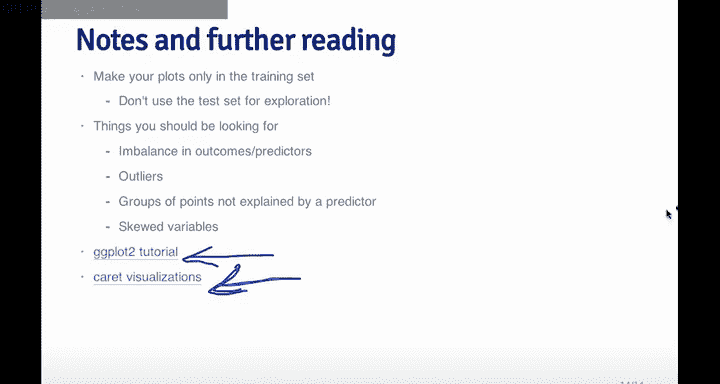 Notes and further reading
· Make your plots only in the training set
- Don't use the test set for exploration!
· Things you should be looking for
- Imbalance in outcomes/predictors
- Outliers
- Groups of points not explained by a predictor
- Skewed variables
· ggplot2 tutorial
· caret visualizations